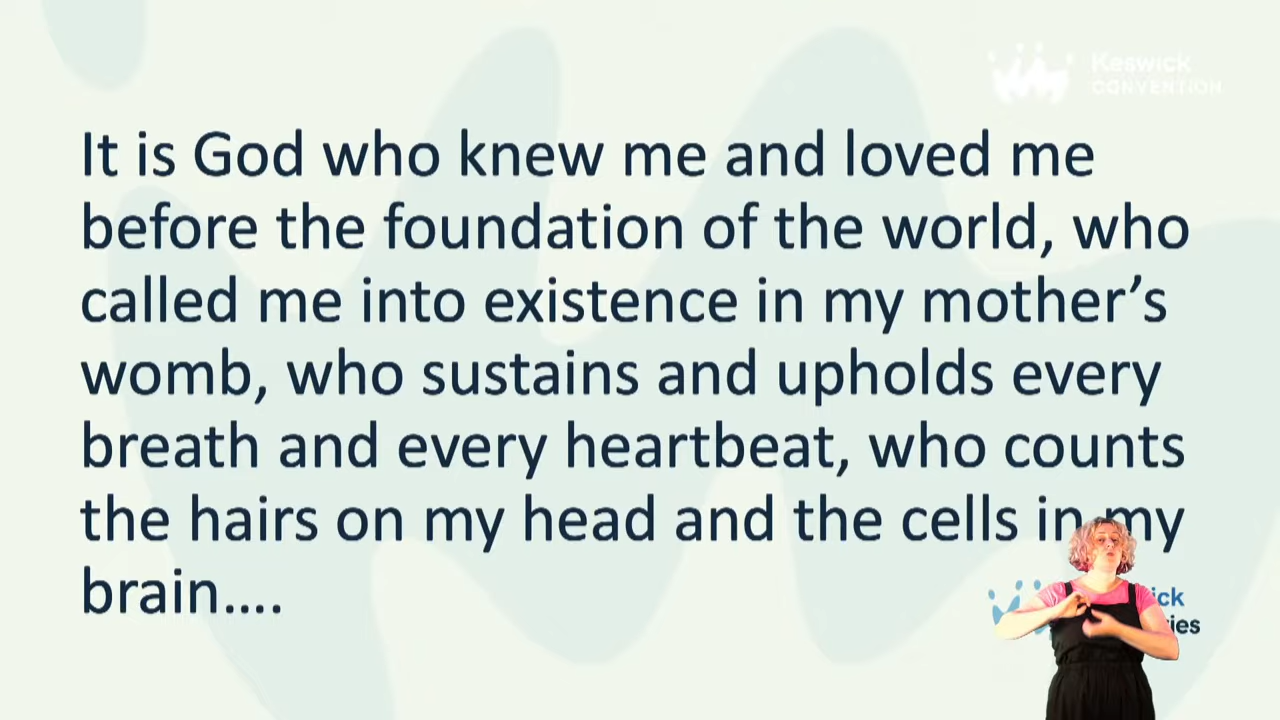 Keswick
CONVENTION
It is God who knew me and loved me
before the foundation of the world, who
called me into existence in my mother’s
womb, who sustains and upholds every
breath and every heartbeat, who counts
the hairs on my head and the cells in my
brain….